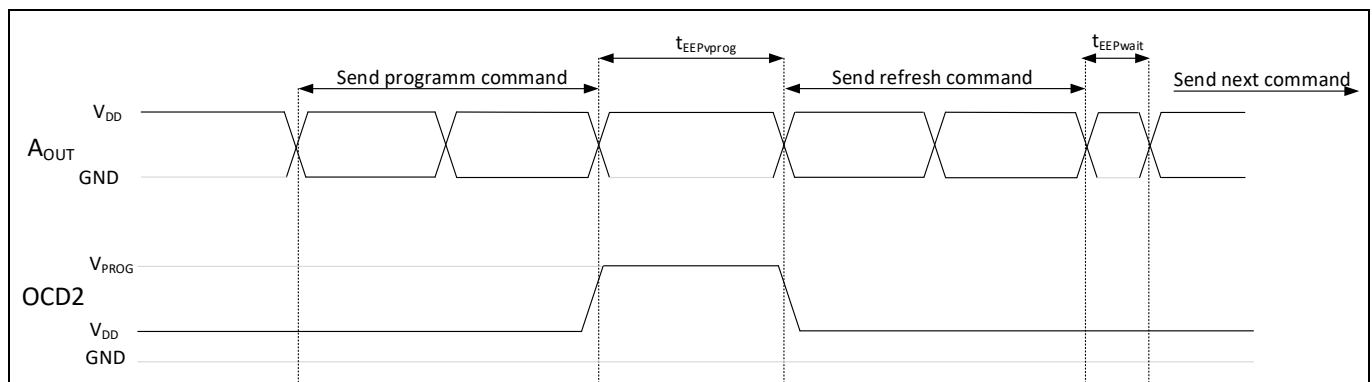 tEEPvprog
tEEPwait
Send programm command
Send refresh command
Send next command
VDD
AOUT
GND
VPROG
OCD2
VDD
GND